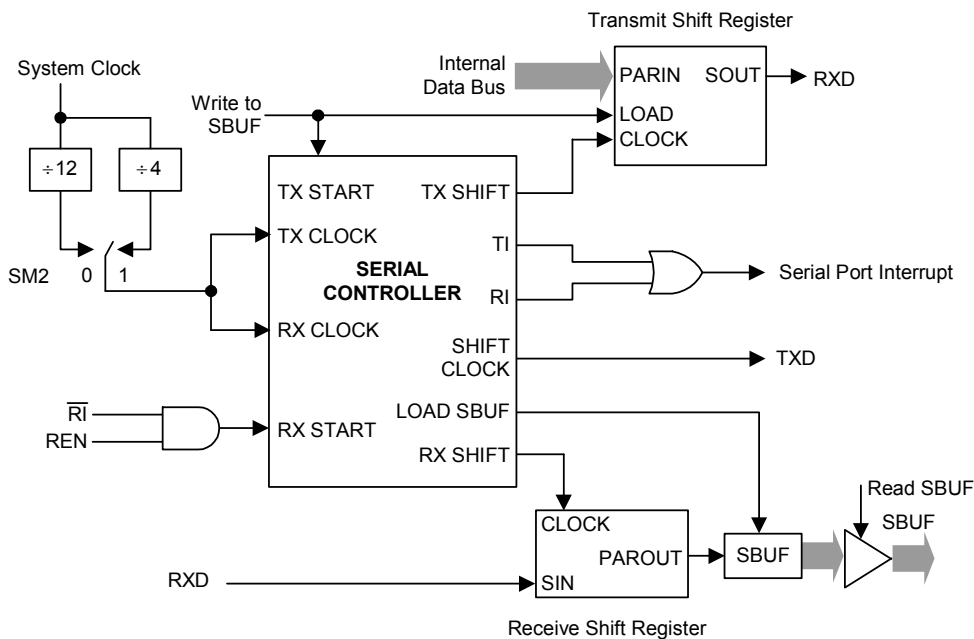 Transmit Shift Register
System Clock
Internal
Data Bus
PARIN
SOUT
RXD
Write to
SBUF
LOAD
CLOCK
÷12
÷4
TX START
TX SHIFT
TX CLOCK
TI
SERIAL
CONTROLLER
Serial Port Interrupt
SM2
0
1
RI
RX CLOCK
SHIFT
CLOCK
TXD
RI
REN
RX START
LOAD SBUF
RX SHIFT
Read SBUF
SBUF
CLOCK
PAROUT
SBUF
RXD
SIN
Receive Shift Register